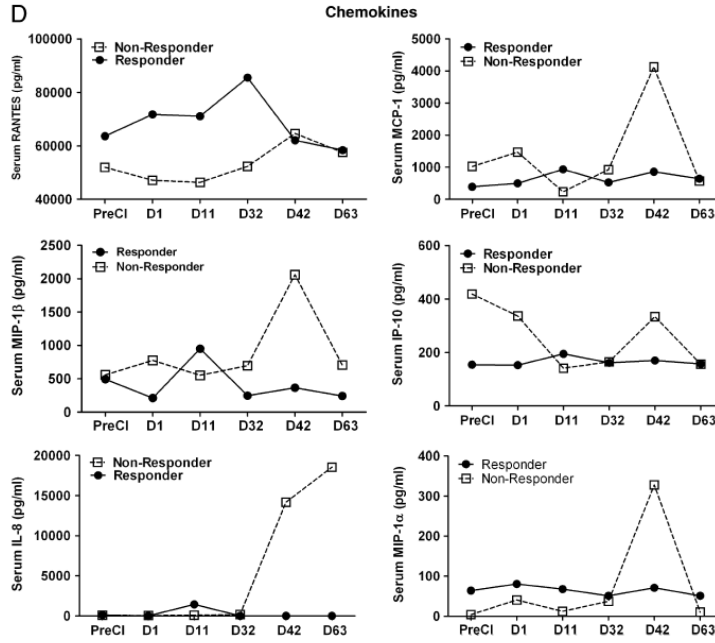 D
Chemokines
Serum RANTES (pg/ml)
100000
80000
60000
40000
Non-Responder
Responder
PreCI D1 D11 D32 D42 D63
Serum MCP-1 (pg/ml)
5000
4000
3000
2000
1000
0
Responder
Non-Responder
PreCI D1 D11 D32 D42 D63
Serum MIP-1β (pg/ml)
2500
2000
1500
1000
500
0
Responder
Non-Responder
PreCI D1 D11 D32 D42 D63
Serum IP-10 (pg/ml)
600
400
200
0
Responder
Non-Responder
PreCI D1 D11 D32 D42 D63
Serum IL-8 (pg/ml)
20000
15000
10000
5000
0
Non-Responder
Responder
PreCI D1 D11 D32 D42 D63
Serum MIP-1α (pg/ml)
400
300
200
100
0
Responder
Non-Responder
PreCI D1 D11 D32 D42 D63